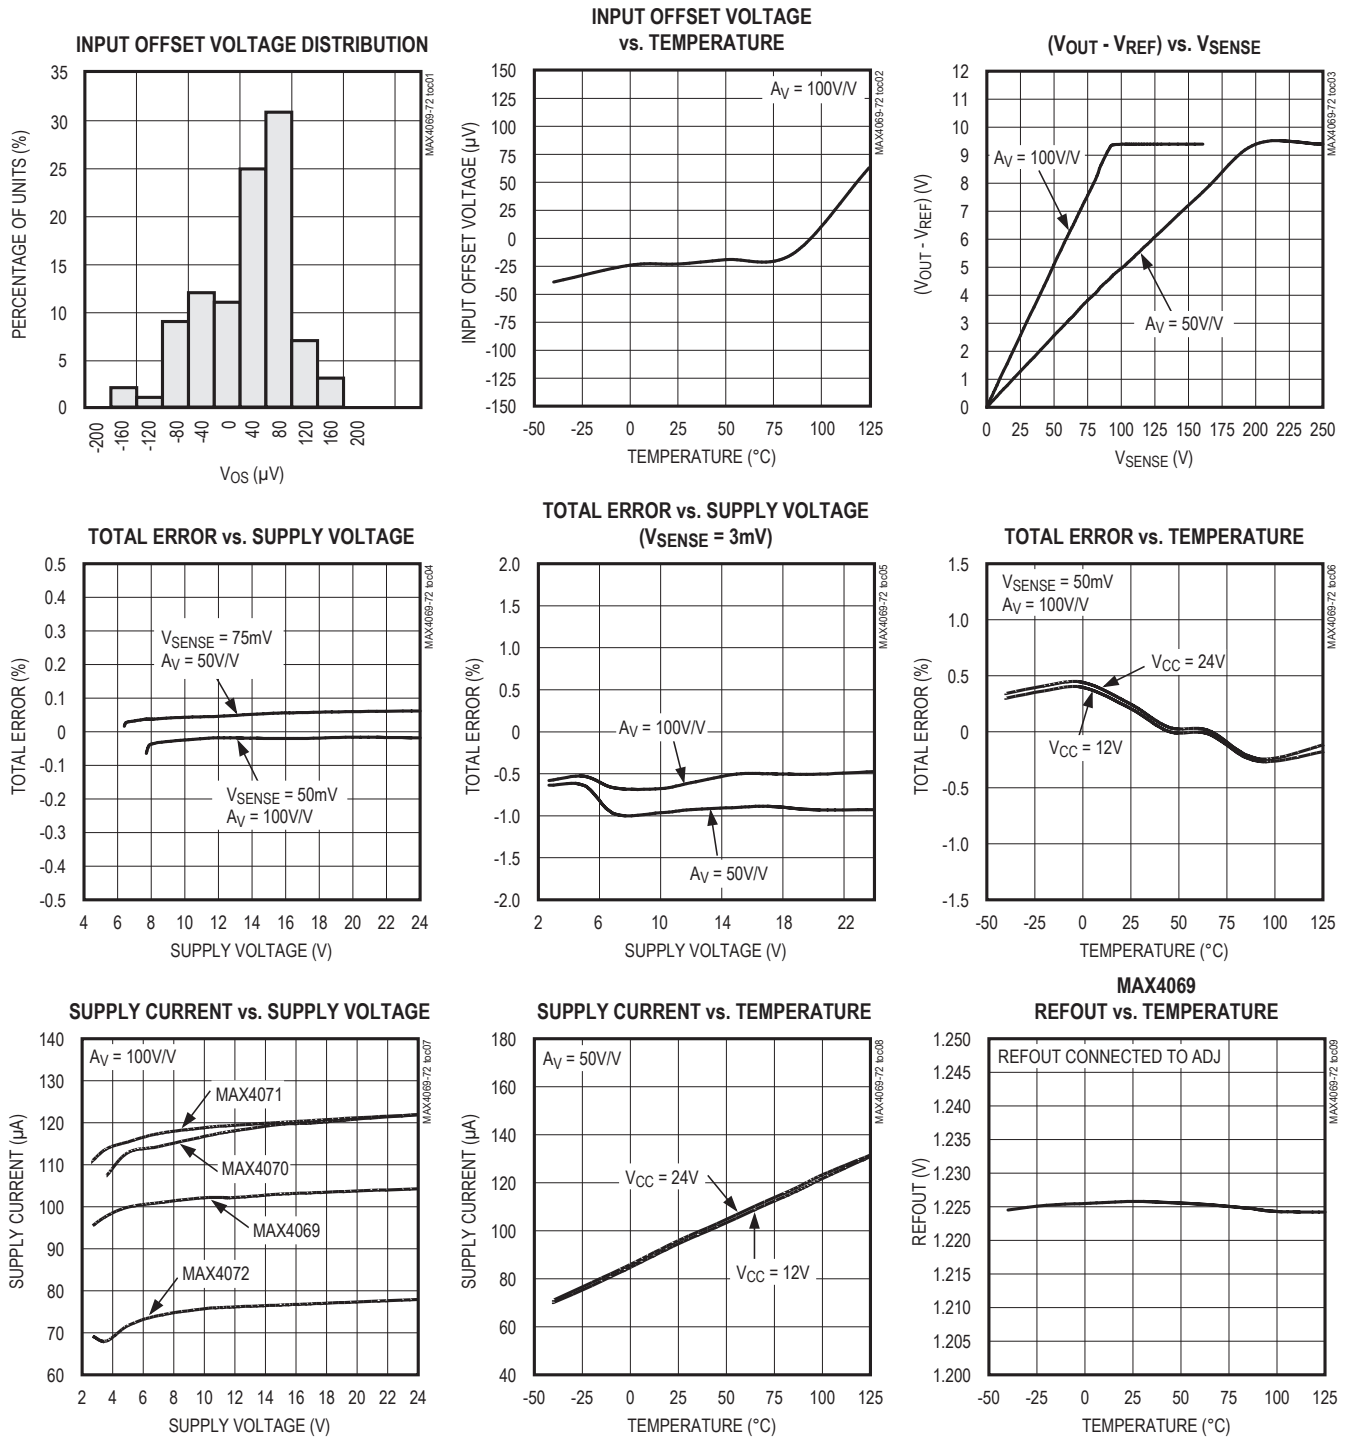 INPUT OFFSET VOLTAGE DISTRIBUTION
PERCENTAGE OF UNITS (%)
35
30
25
20
15
10
5
0
-200 -160 -120 -80 -40 0 40 80 120 160 200
VOS (µV)
MAX4069-72 toc01
INPUT OFFSET VOLTAGE
vs. TEMPERATURE
INPUT OFFSET VOLTAGE (µV)
150
125
100
75
50
25
0
-25
-50
-75
-100
-125
-150
AV = 100V/V
-50 -25 0 25 50 75 100 125
TEMPERATURE (°C)
MAX4069-72 toc02
(VOUT - VREF) vs. VSENSE
(VOUT - VREF) (V)
12
11
10
9
8
7
6
5
4
3
2
1
0
AV = 100V/V
AV = 50V/V
0 25 50 75 100 125 150 175 200 225 250
VSENSE (V)
MAX4069-72 toc03
TOTAL ERROR vs. SUPPLY VOLTAGE
TOTAL ERROR (%)
0.5
0.4
0.3
0.2
0.1
0
-0.1
-0.2
-0.3
-0.4
-0.5
VSENSE = 75mV
AV = 50V/V
VSENSE = 50mV
AV = 100V/V
4 6 8 10 12 14 16 18 20 22 24
SUPPLY VOLTAGE (V)
MAX4069-72 toc04
TOTAL ERROR vs. SUPPLY VOLTAGE
(VSENSE = 3mV)
TOTAL ERROR (%)
2.0
1.5
1.0
0.5
0
-0.5
-1.0
-1.5
-2.0
AV = 100V/V
AV = 50V/V
2 6 10 14 18 22
SUPPLY VOLTAGE (V)
MAX4069-72 toc05
TOTAL ERROR vs. TEMPERATURE
TOTAL ERROR (%)
1.5
1.0
0.5
0
-0.5
-1.0
-1.5
VSENSE = 50mV
AV = 100V/V
VCC = 24V
VCC = 12V
-50 -25 0 25 50 75 100 125
TEMPERATURE (°C)
MAX4069-72 toc06
SUPPLY CURRENT vs. SUPPLY VOLTAGE
SUPPLY CURRENT (µA)
140
130
120
110
100
90
80
70
60
AV = 100V/V
MAX4071
MAX4070
MAX4069
MAX4072
2 4 6 8 10 12 14 16 18 20 22 24
SUPPLY VOLTAGE (V)
MAX4069-72 toc07
SUPPLY CURRENT vs. TEMPERATURE
SUPPLY CURRENT (µA)
180
160
140
120
100
80
60
40
AV = 50V/V
VCC = 24V
VCC = 12V
-50 -25 0 25 50 75 100 125
TEMPERATURE (°C)
MAX4069-72 toc08
MAX4069
REFOUT vs. TEMPERATURE
REFOUT (V)
1.250
1.245
1.240
1.235
1.230
1.225
1.220
1.215
1.210
1.205
1.200
REFOUT CONNECTED TO ADJ
-50 -25 0 25 50 75 100 125
TEMPERATURE (°C)
MAX4069-72 toc09